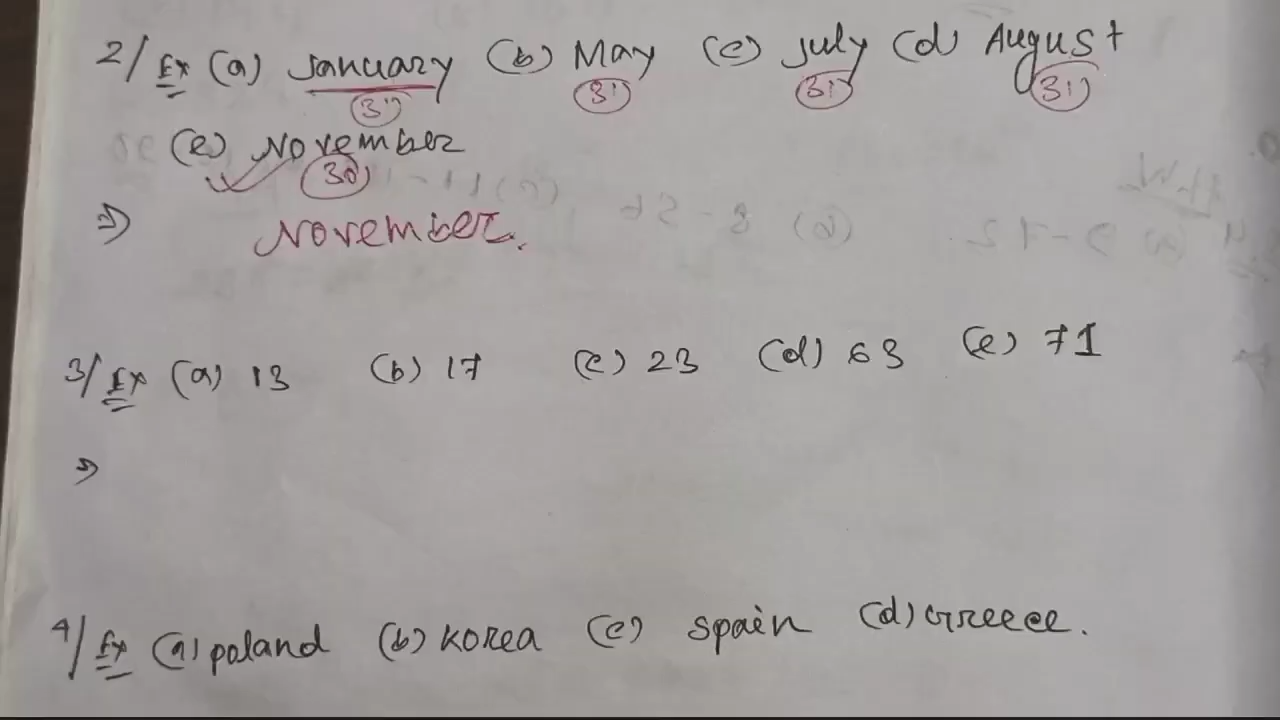 2/ Ex (a) January (b) May (c) July (d) August
31 31 31 31
(e) November
30
⇒ November.
3/ Ex (a) 13 (b) 17 (c) 23 (d) 63 (e) 71
⇒
4/ Ex (a) poland (b) Korea (c) Spain (d) Greece.